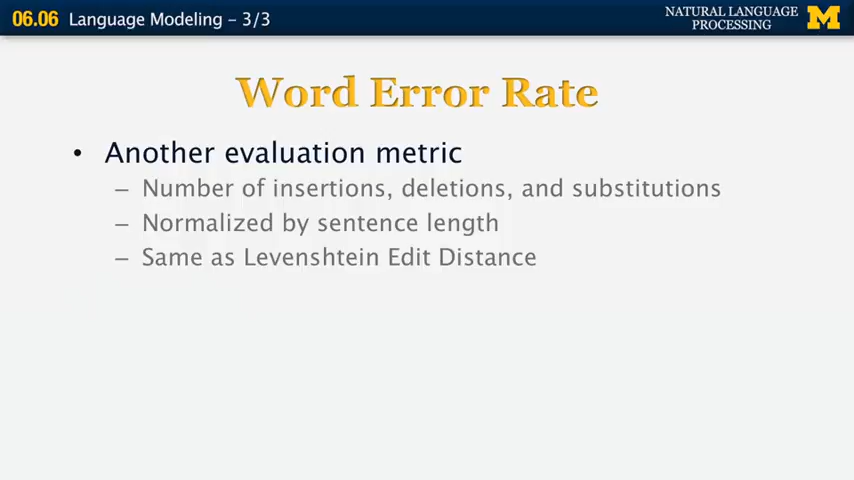 06.06 Language Modeling – 3/3
NATURAL LANGUAGE
PROCESSING
M
Word Error Rate
• Another evaluation metric
– Number of insertions, deletions, and substitutions
– Normalized by sentence length
– Same as Levenshtein Edit Distance